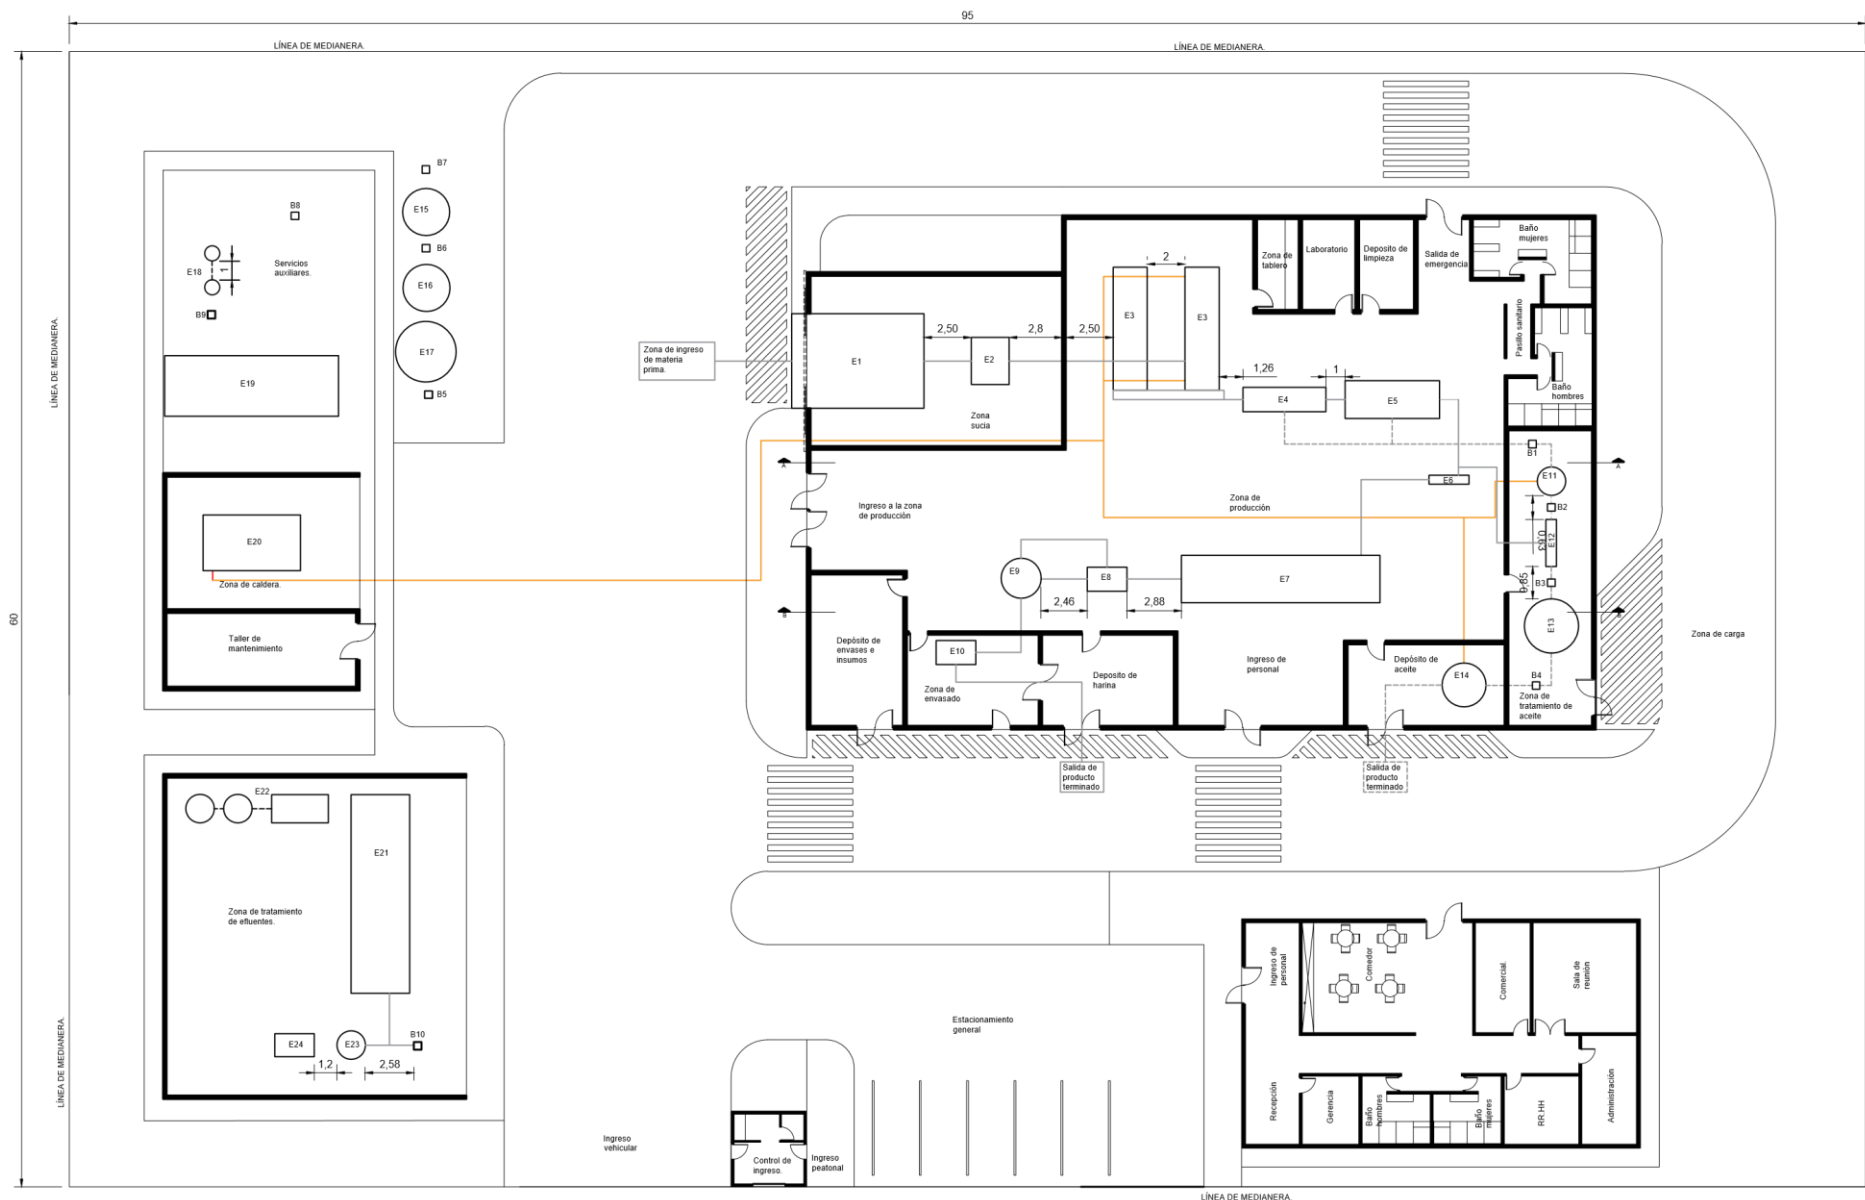 95
LÍNEA DE MEDIANERA.
LÍNEA DE MEDIANERA.
60
LÍNEA DE MEDIANERA.
LÍNEA DE MEDIANERA.
B7
E15
B6
E16
E17
B5
B8
E18
1
Servicios
auxiliares.
B9
E19
E20
Zona de caldera.
Taller de
mantenimiento
E22
E21
Zona de tratamiento
de efluentes.
E24
E23
B10
1,2
2,58
Zona de ingreso
de materia
prima.
E1
2,50
E2
2,8
2,50
Zona
sucia
E3
2
E3
Zona de
tablero
Laboratorio
Deposito de
limpieza
Salida de
emergencia
Baño
mujeres
Pasillo sanitario
Baño
hombres
1,26
E4
1
E5
E6
B1
E11
B2
E12
0,63
B3
0,85
E13
B4
Zona de
tratamiento de
aceite
A
A
B
B
Ingreso a la zona
de producción
Zona de
producción
E9
2,46
E8
2,88
E7
Depósito de
envases e
insumos
E10
Zona de
envasado
Deposito de
harina
Ingreso de
personal
Depósito de
aceite
E14
Zona de carga
Salida de
producto
terminado
Salida de
producto
terminado
Ingreso de
personal
Comedor
Comercial.
Sala de
reunión
Recepción
Gerencia
Baño
hombres
Baño
mujeres
RR.HH
Administración
Estacionamiento
general
Ingreso
vehicular
Control de
ingreso.
Ingreso
peatonal
LÍNEA DE MEDIANERA.